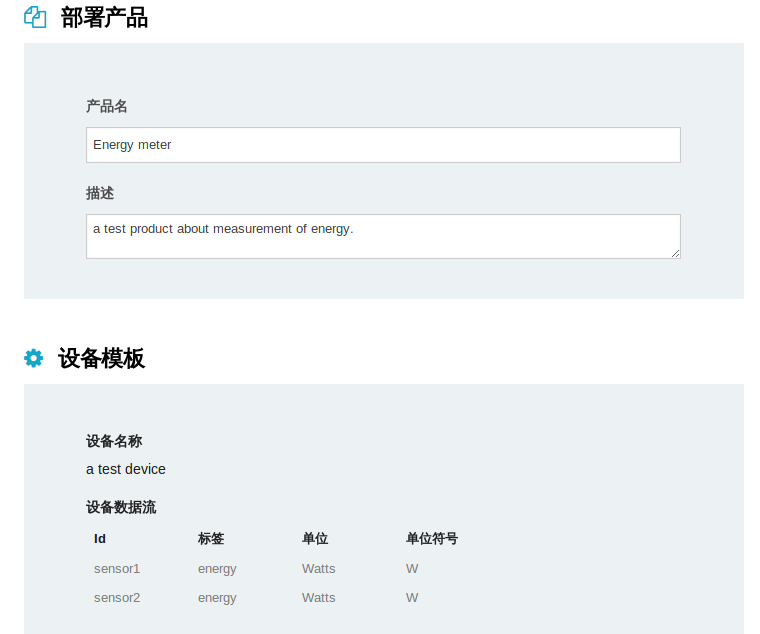 部署产品
产品名
Energy meter
描述
a test product about measurement of energy.
设备模板
设备名称
a test device
设备数据流
Id 标签 单位 单位符号
sensor1 energy Watts W
sensor2 energy Watts W